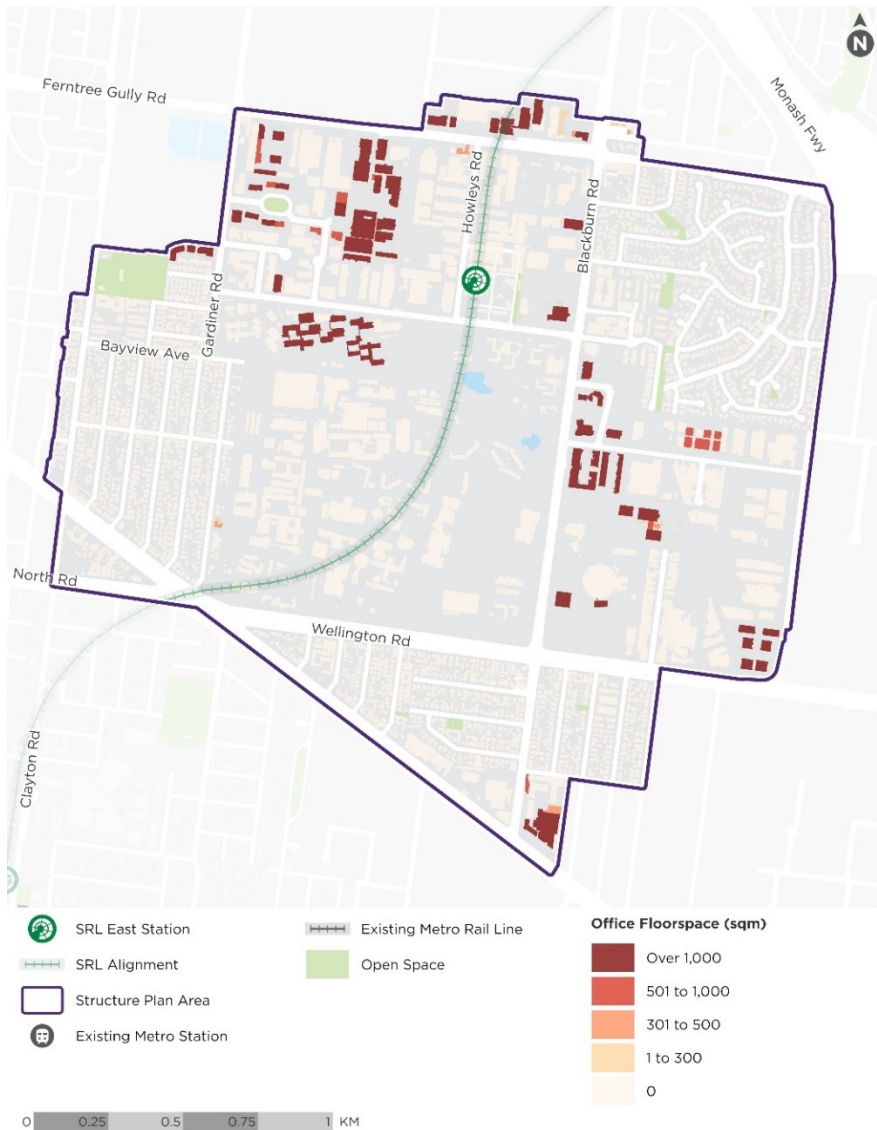 N
Ferntree Gully Rd
Monash Fwy
Howleys Rd
Blackburn Rd
Gardiner Rd
Bayview Ave
North Rd
Wellington Rd
Clayton Rd
SRL East Station
SRL Alignment
Structure Plan Area
Existing Metro Station
Existing Metro Rail Line
Open Space
Office Floorspace (sqm)
Over 1,000
501 to 1,000
301 to 500
1 to 300
0
0 0.25 0.5 0.75 1 KM